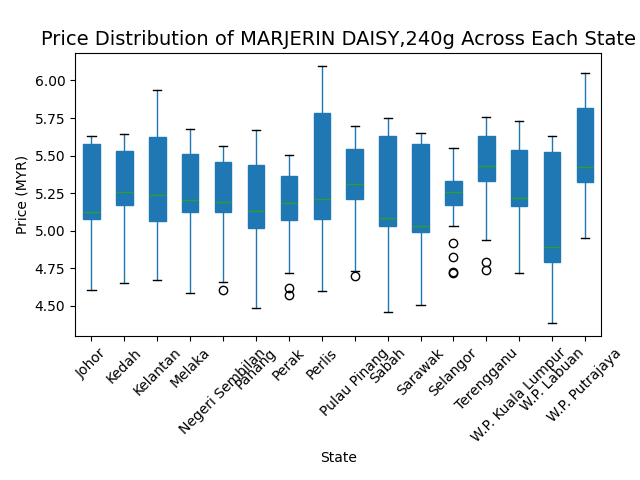 Price Distribution of MARJERIN DAISY,240g Across Each State
Price (MYR)
6.00
5.75
5.50
5.25
5.00
4.75
4.50
Johor
Kedah
Kelantan
Melaka
Negeri Sembilan
Pahang
Perak
Perlis
Pulau Pinang
Sabah
Sarawak
Selangor
Terengganu
W.P. Kuala Lumpur
W.P. Labuan
W.P. Putrajaya
State